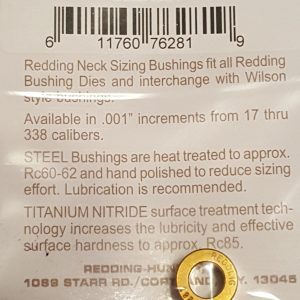 6 11760 76281 9
Redding Neck Sizing Bushings fit all Redding
Bushing Dies and interchange with Wilson
style bushings.
Available in .001" increments from 17 thru
338 calibers.
STEEL Bushings are heat treated to approx.
Rc60-62 and hand polished to reduce sizing
effort. Lubrication is recommended.
TITANIUM NITRIDE surface treatment tech-
nology increases the lubricity and effective
surface hardness to approx. Rc85.
REDDING-HUN
1089 STARR RD./CORTLAND N.Y. 13045
REDDING